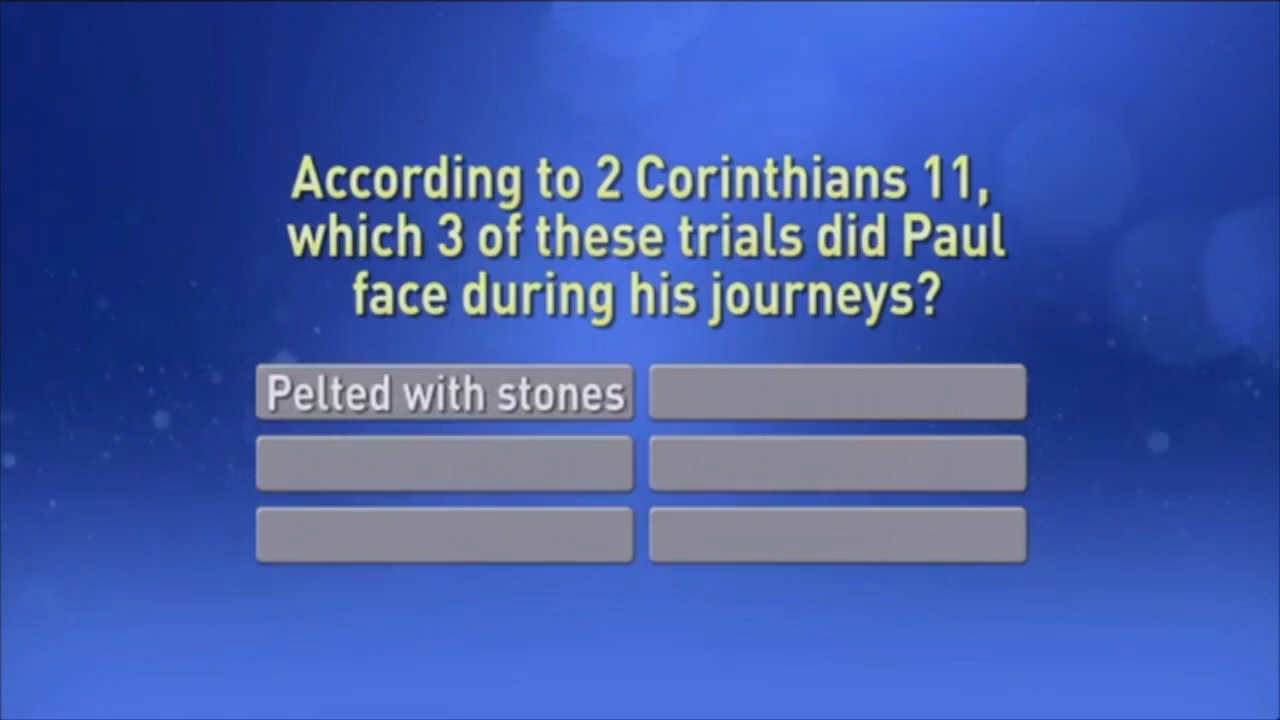 According to 2 Corinthians 11,
which 3 of these trials did Paul
face during his journeys?
Pelted with stones